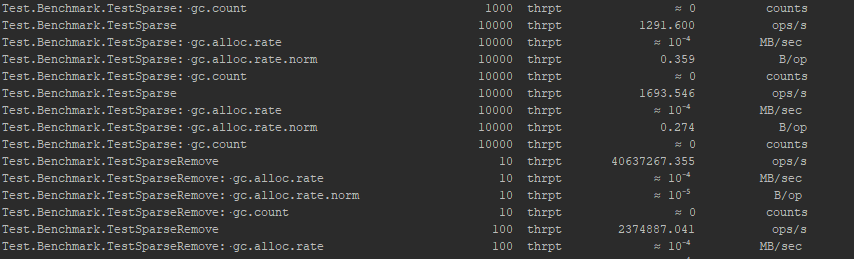 Test.Benchmark.TestSparse:·gc.count 1000 thrpt ≈ 0 counts
Test.Benchmark.TestSparse 10000 thrpt 1291.600 ops/s
Test.Benchmark.TestSparse:·gc.alloc.rate 10000 thrpt ≈ 10⁻⁴ MB/sec
Test.Benchmark.TestSparse:·gc.alloc.rate.norm 10000 thrpt 0.359 B/op
Test.Benchmark.TestSparse:·gc.count 10000 thrpt ≈ 0 counts
Test.Benchmark.TestSparse 10000 thrpt 1693.546 ops/s
Test.Benchmark.TestSparse:·gc.alloc.rate 10000 thrpt ≈ 10⁻⁴ MB/sec
Test.Benchmark.TestSparse:·gc.alloc.rate.norm 10000 thrpt 0.274 B/op
Test.Benchmark.TestSparse:·gc.count 10000 thrpt ≈ 0 counts
Test.Benchmark.TestSparseRemove 10 thrpt 40637267.355 ops/s
Test.Benchmark.TestSparseRemove:·gc.alloc.rate 10 thrpt ≈ 10⁻⁴ MB/sec
Test.Benchmark.TestSparseRemove:·gc.alloc.rate.norm 10 thrpt ≈ 10⁻⁵ B/op
Test.Benchmark.TestSparseRemove:·gc.count 10 thrpt ≈ 0 counts
Test.Benchmark.TestSparseRemove 100 thrpt 2374887.041 ops/s
Test.Benchmark.TestSparseRemove:·gc.alloc.rate 100 thrpt ≈ 10⁻⁴ MB/sec